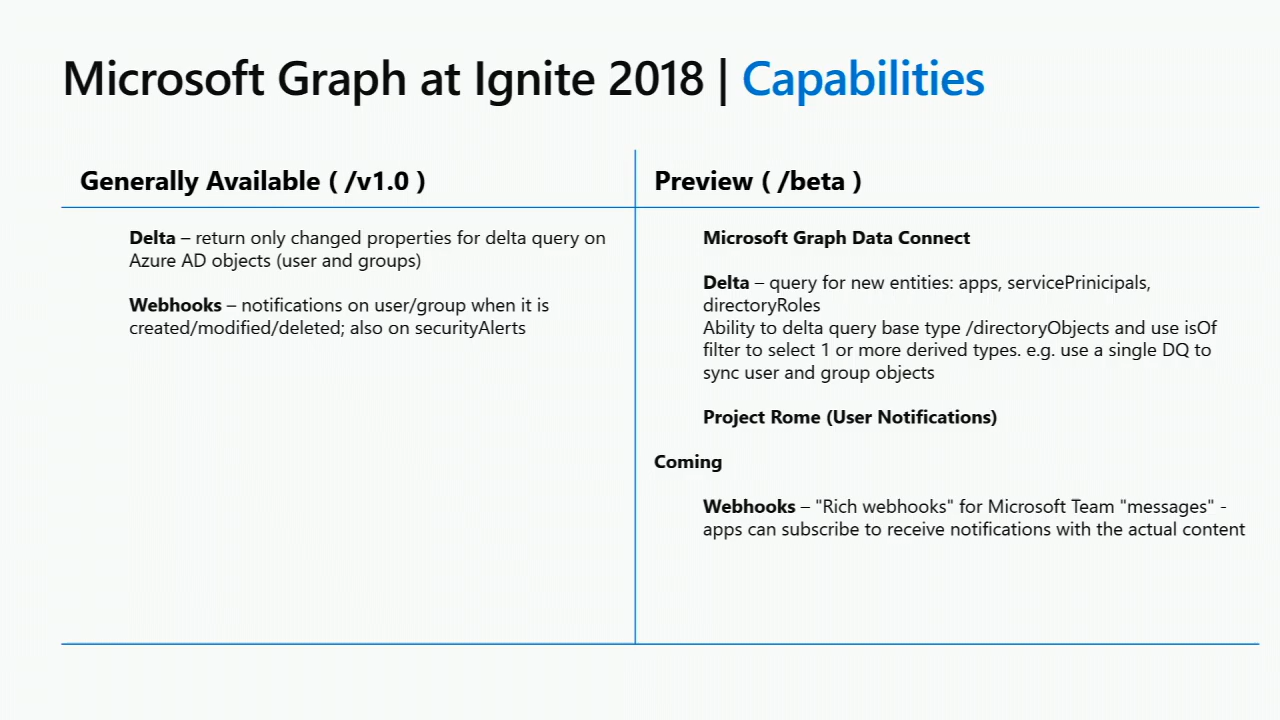 Microsoft Graph at Ignite 2018 | Capabilities
Generally Available ( /v1.0 )
Delta – return only changed properties for delta query on
Azure AD objects (user and groups)
Webhooks – notifications on user/group when it is
created/modified/deleted; also on securityAlerts
Preview ( /beta )
Microsoft Graph Data Connect
Delta – query for new entities: apps, servicePrinicipals,
directoryRoles
Ability to delta query base type /directoryObjects and use isOf
filter to select 1 or more derived types. e.g. use a single DQ to
sync user and group objects
Project Rome (User Notifications)
Coming
Webhooks – "Rich webhooks" for Microsoft Team "messages" -
apps can subscribe to receive notifications with the actual content